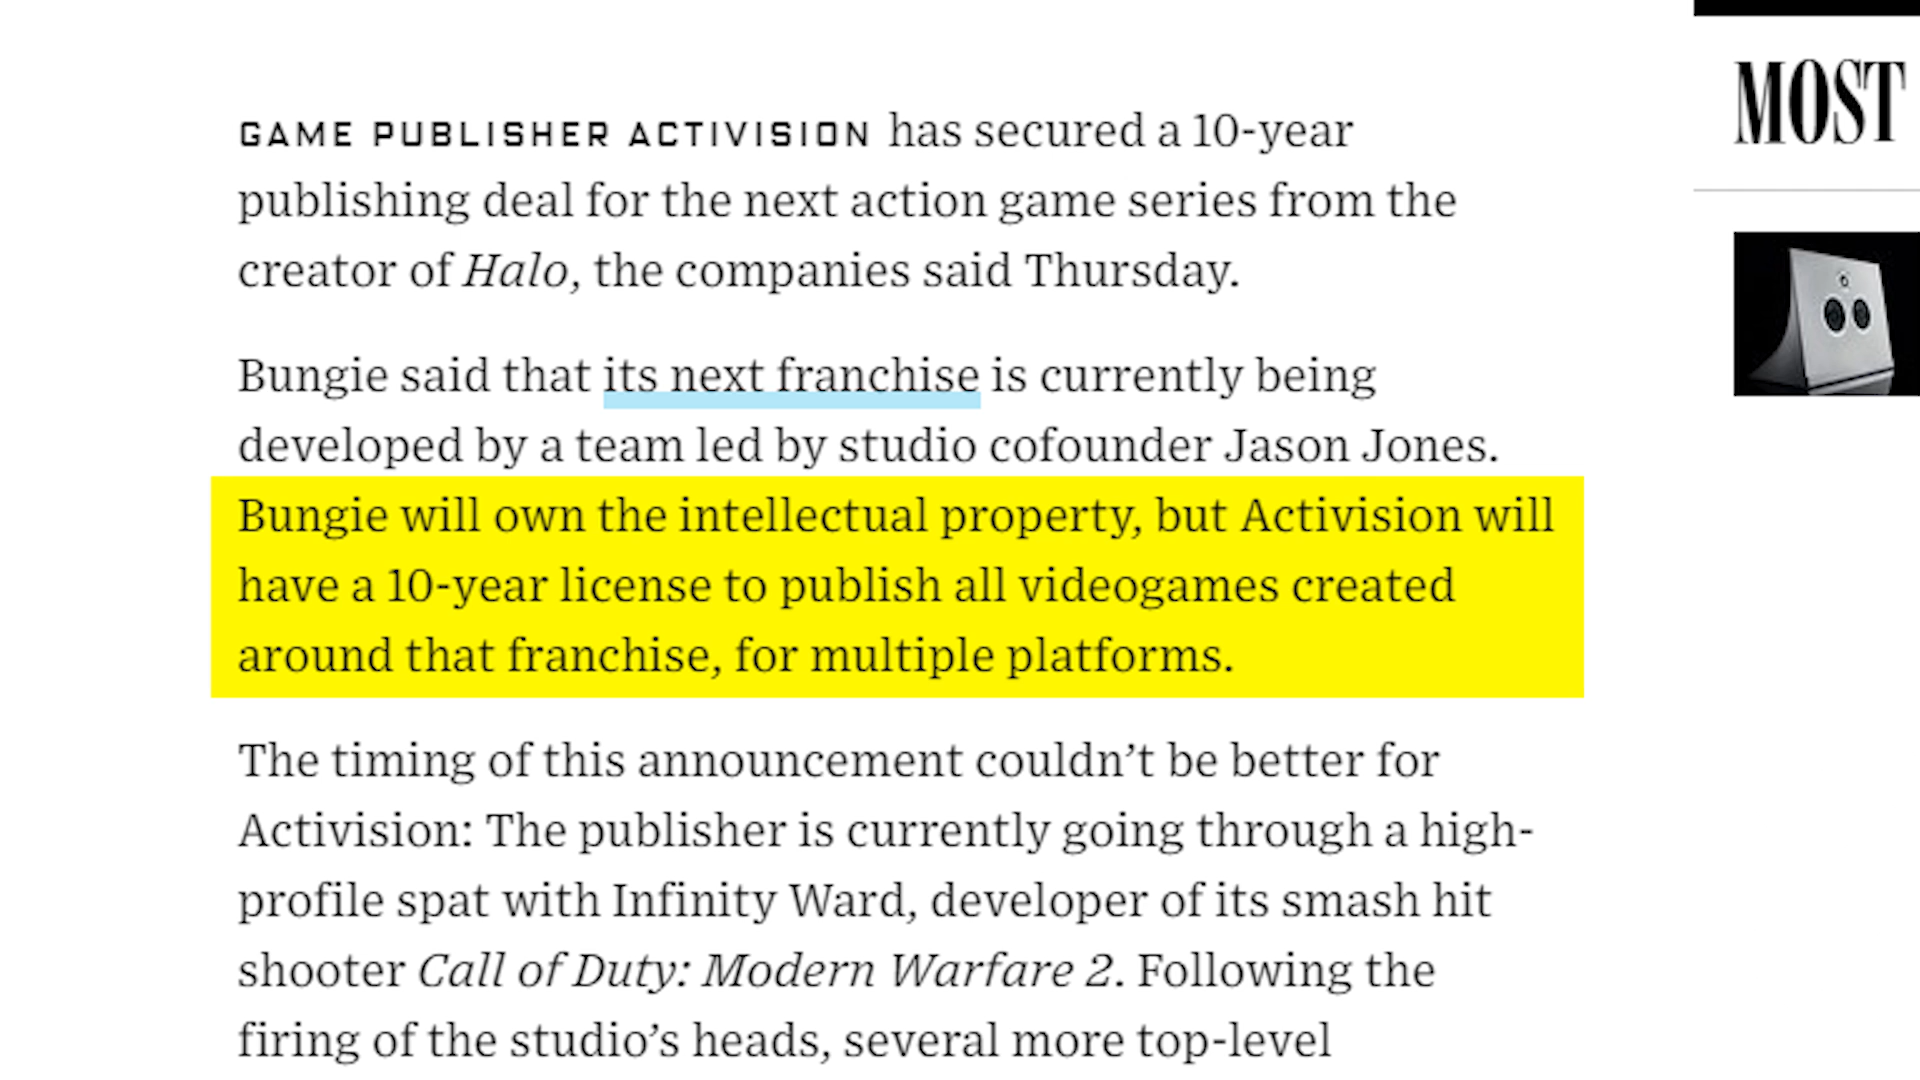 GAME PUBLISHER ACTIVISION has secured a 10-year
publishing deal for the next action game series from the
creator of Halo, the companies said Thursday.
Bungie said that its next franchise is currently being
developed by a team led by studio cofounder Jason Jones.
Bungie will own the intellectual property, but Activision will
have a 10-year license to publish all videogames created
around that franchise, for multiple platforms.
The timing of this announcement couldn’t be better for
Activision: The publisher is currently going through a high-
profile spat with Infinity Ward, developer of its smash hit
shooter Call of Duty: Modern Warfare 2. Following the
firing of the studio’s heads, several more top-level
MOST